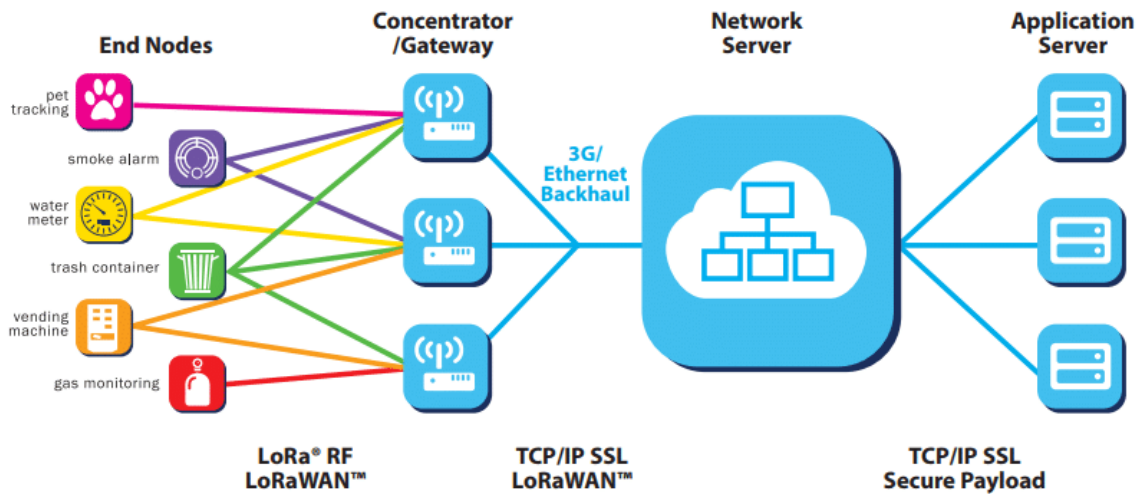 End Nodes
Concentrator
/Gateway
Network
Server
Application
Server
pet
tracking
smoke alarm
water
meter
trash container
vending
machine
gas monitoring
3G/
Ethernet
Backhaul
LoRa® RF
LoRaWAN™
TCP/IP SSL
LoRaWAN™
TCP/IP SSL
Secure Payload